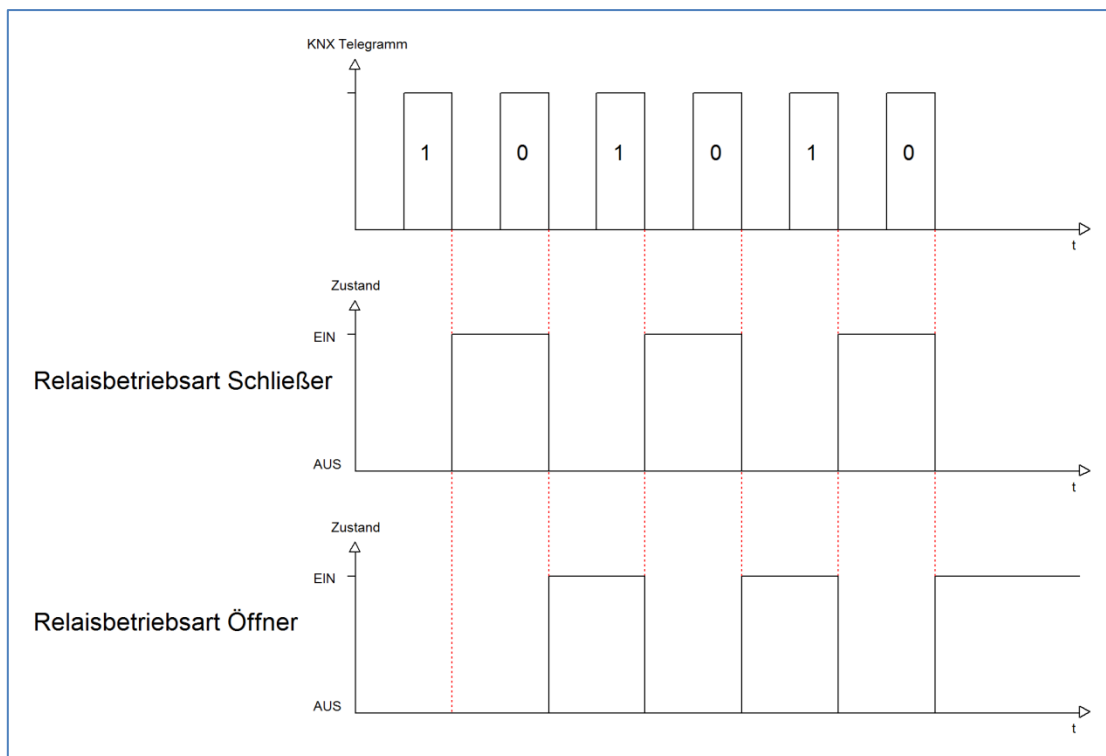 KNX Telegramm
1 0 1 0 1 0
t
Zustand
EIN
Relaisbetriebsart Schließer
AUS
t
Zustand
EIN
Relaisbetriebsart Öffner
AUS
t